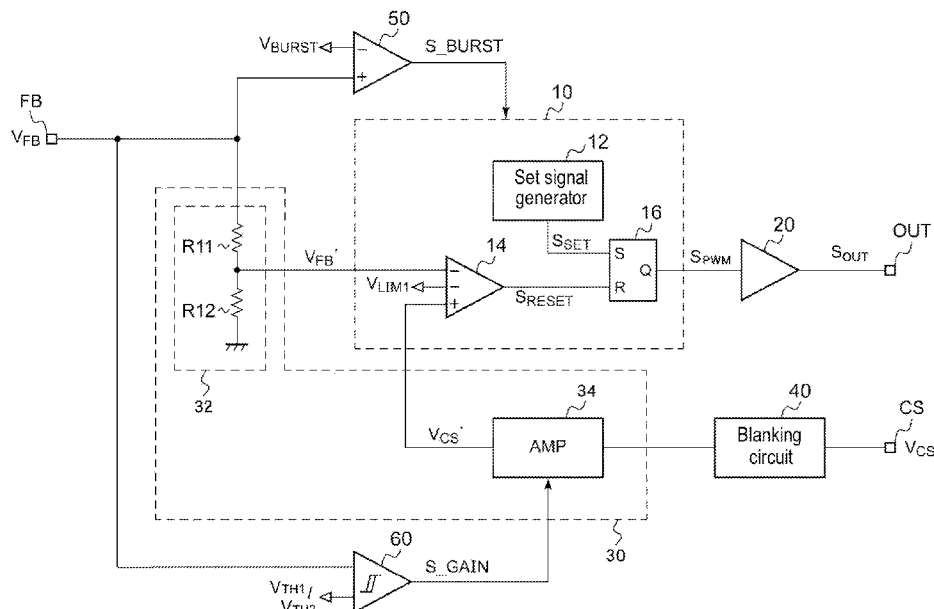 50
VBURST
S_BURST
FB
VFB
10
12
Set signal
generator
16
20
OUT
R11
VFB'
14
SSET
S
Q
SPWM
SOUT
VLIM1
R12
SRESET
R
32
34
40
CS
VCS'
AMP
Blanking
circuit
VCS
60
30
S_GAIN
VTH1/
VTH2